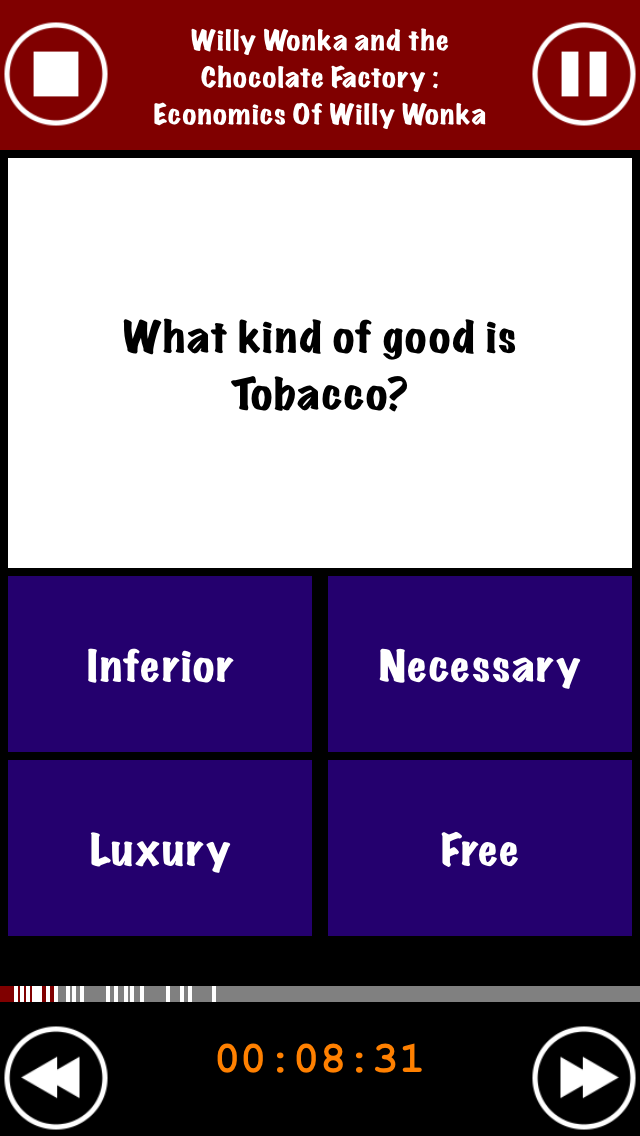 Willy Wonka and the
Chocolate Factory :
Economics Of Willy Wonka
What kind of good is
Tobacco?
Inferior
Necessary
Luxury
Free
00:08:31